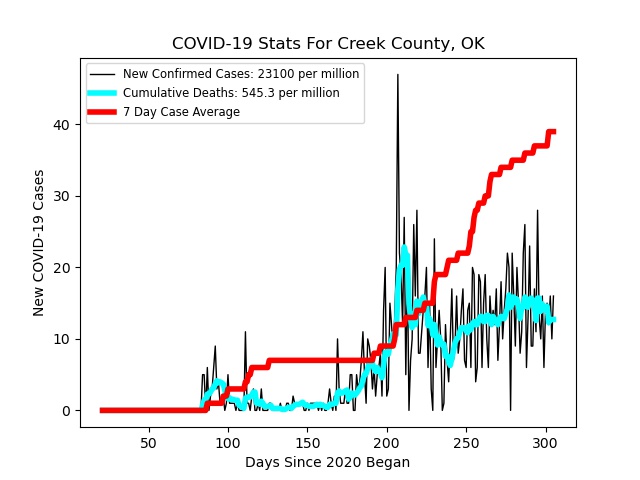 COVID-19 Stats For Creek County, OK
New Confirmed Cases: 23100 per million
Cumulative Deaths: 545.3 per million
7 Day Case Average
New COVID-19 Cases
40
30
20
10
0
50 100 150 200 250 300
Days Since 2020 Began